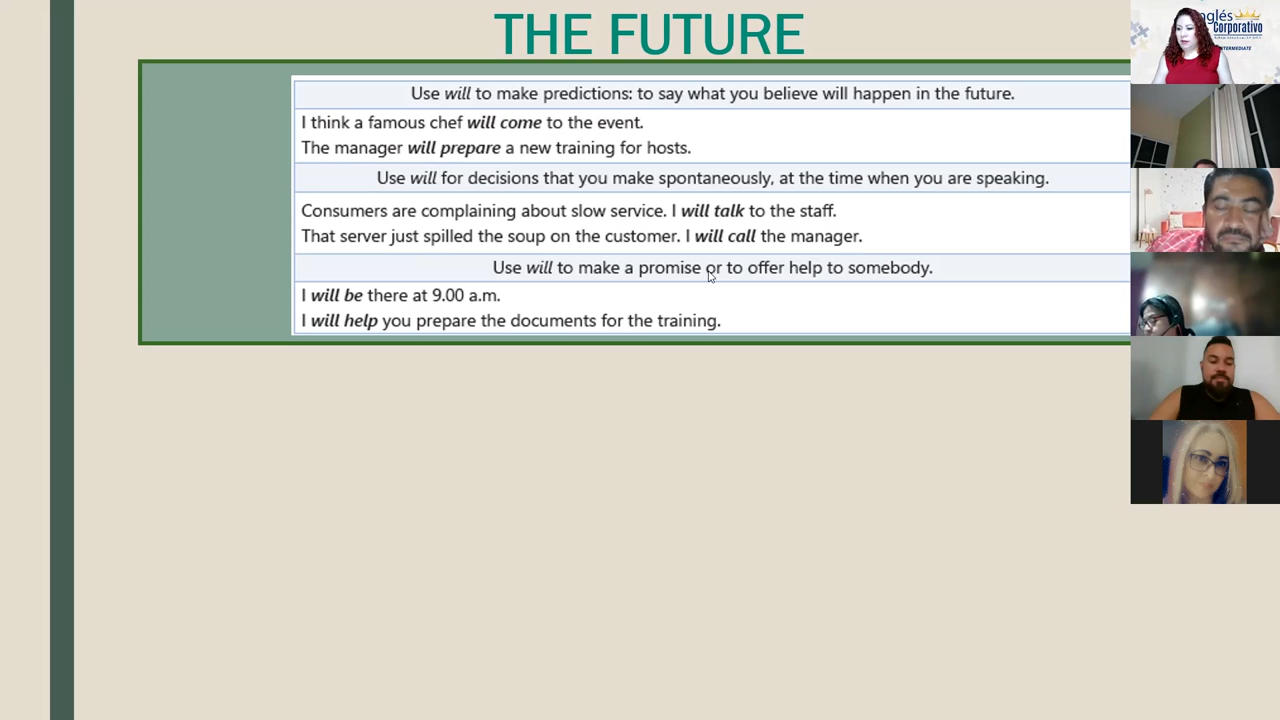 THE FUTURE
Use will to make predictions: to say what you believe will happen in the future.
I think a famous chef will come to the event.
The manager will prepare a new training for hosts.
Use will for decisions that you make spontaneously, at the time when you are speaking.
Consumers are complaining about slow service. I will talk to the staff.
That server just spilled the soup on the customer. I will call the manager.
Use will to make a promise or to offer help to somebody.
I will be there at 9.00 a.m.
I will help you prepare the documents for the training.
nglés
Corporativo
INTERMEDIATE